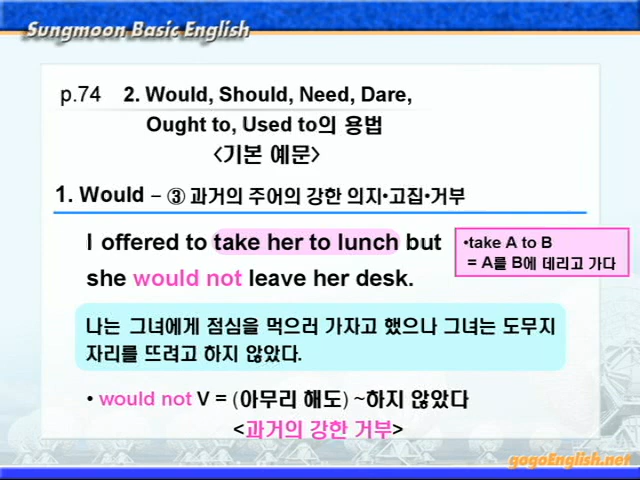 Sungmoon Basic English
p.74 2. Would, Should, Need, Dare,
Ought to, Used to의 용법
<기본 예문>
1. Would – ③ 과거의 주어의 강한 의지•고집•거부
I offered to take her to lunch but
she would not leave her desk.
•take A to B
= A를 B에 데리고 가다
나는 그녀에게 점심을 먹으러 가자고 했으나 그녀는 도무지
자리를 뜨려고 하지 않았다.
• would not V = (아무리 해도) ~하지 않았다
<과거의 강한 거부>
gogoEnglish.net